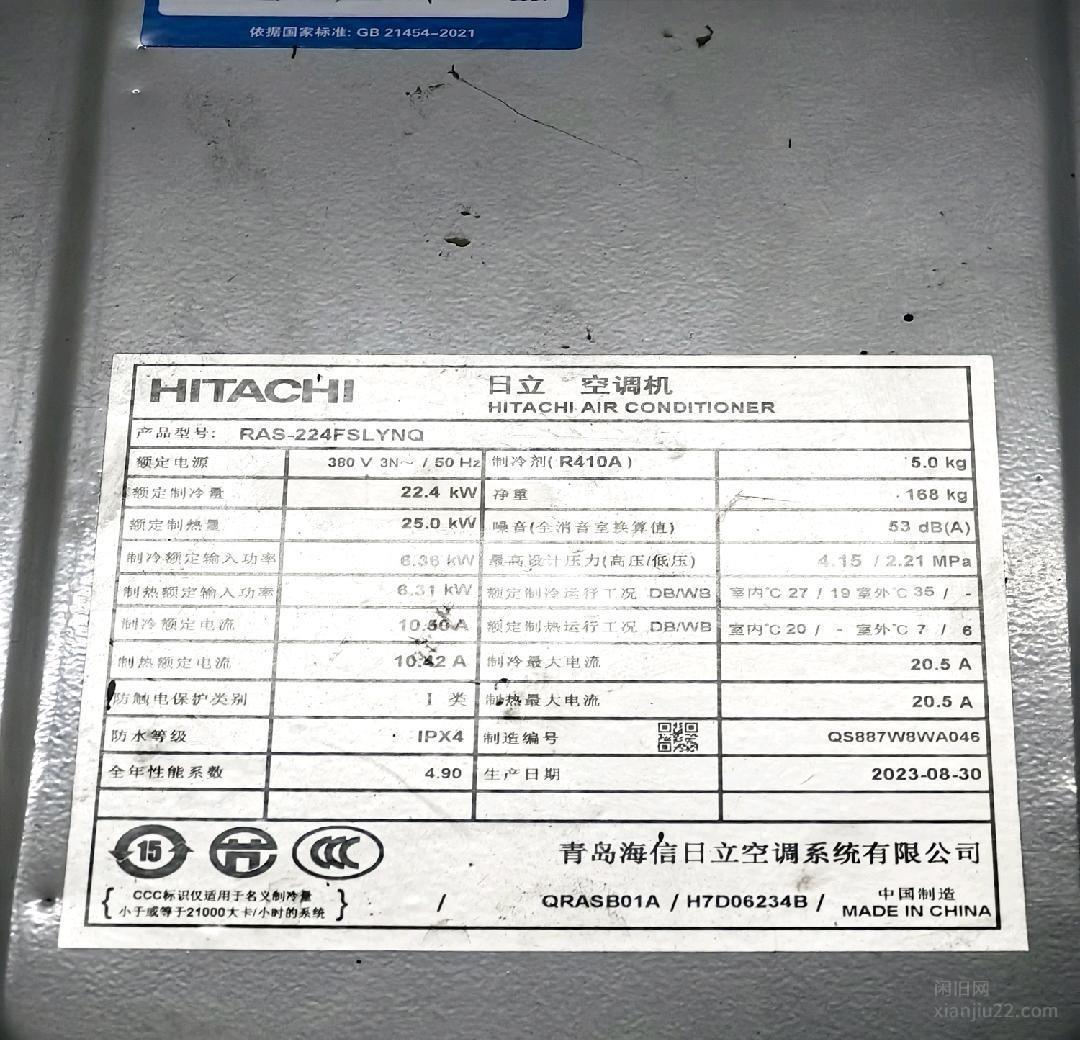 依据国家标准: GB 21454-2021
HITACHI 日立 空调机
HITACHI AIR CONDITIONER
产品型号: RAS-224FSLYNQ
额定电源 380 V 3N～ / 50 Hz 制冷剂(R410A) 5.0 kg
额定制冷量 22.4 kW 净重 168 kg
额定制热量 25.0 kW 噪音(全消音室换算值) 53 dB(A)
制冷额定输入功率 6.36 kW 最高设计压力(高压/低压) 4.15 / 2.21 MPa
制热额定输入功率 6.31 kW 额定制冷运行工况 DB/WB 室内℃ 27 / 19 室外℃ 35 / -
制冷额定电流 10.50 A 额定制热运行工况 DB/WB 室内℃ 20 / - 室外℃ 7 / 6
制热额定电流 10.42 A 制冷最大电流 20.5 A
防触电保护类别 I 类 制热最大电流 20.5 A
防水等级 IPX4 制造编号 QS887W8WA046
全年性能系数 4.90 生产日期 2023-08-30
15 青岛海信日立空调系统有限公司
CCC标识仅适用于名义制冷量
小于或等于21000大卡/小时的系统
/ QRASB01A / H7D06234B / 中国制造
MADE IN CHINA
闲旧网
xianjiu22.com